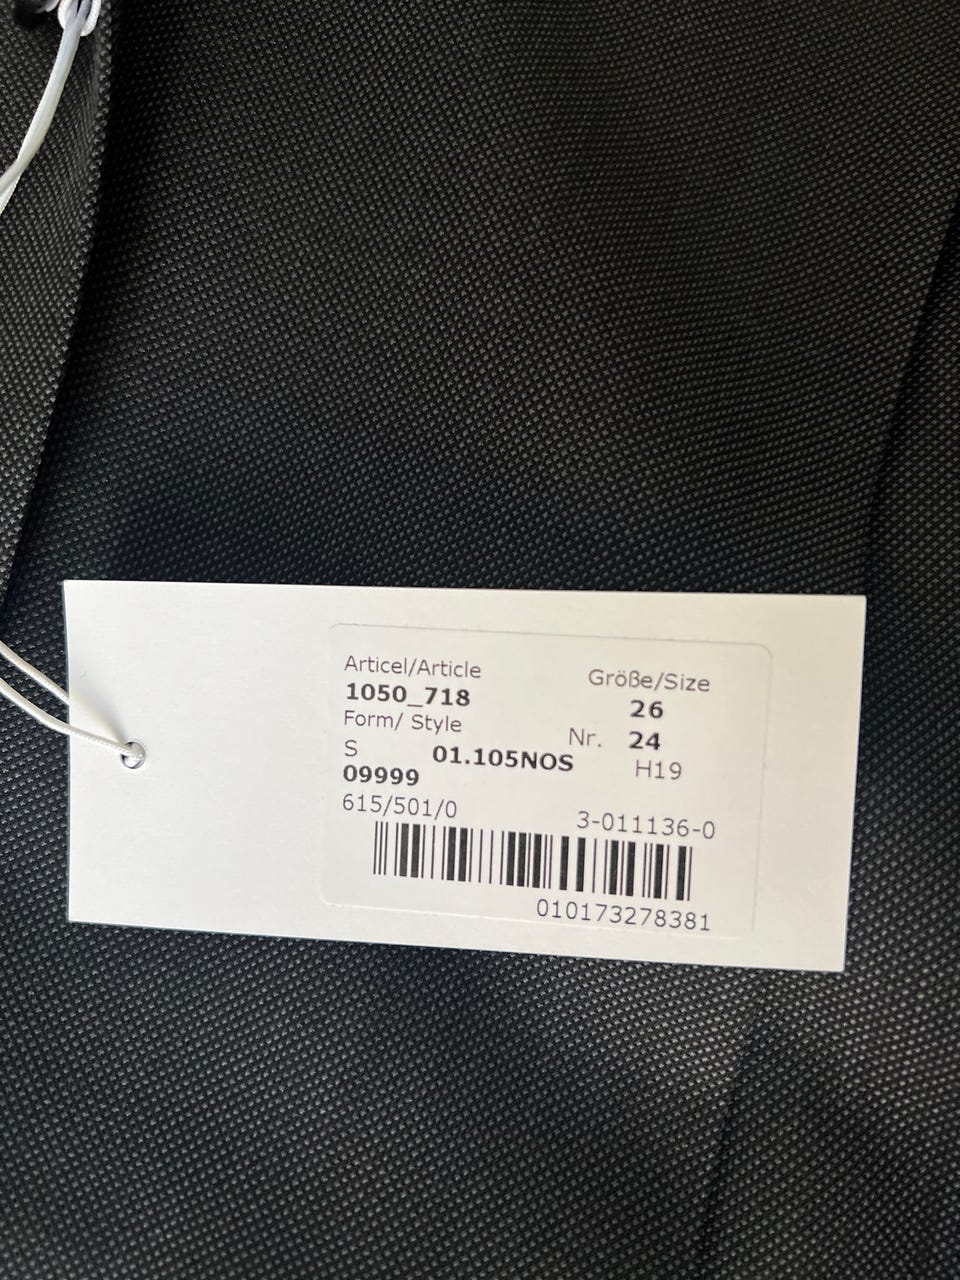 Articel/Article
Größe/Size
1050_718
26
Form/ Style
Nr. 24
S 01.105NOS
H19
09999
615/501/0
3-011136-0
010173278381